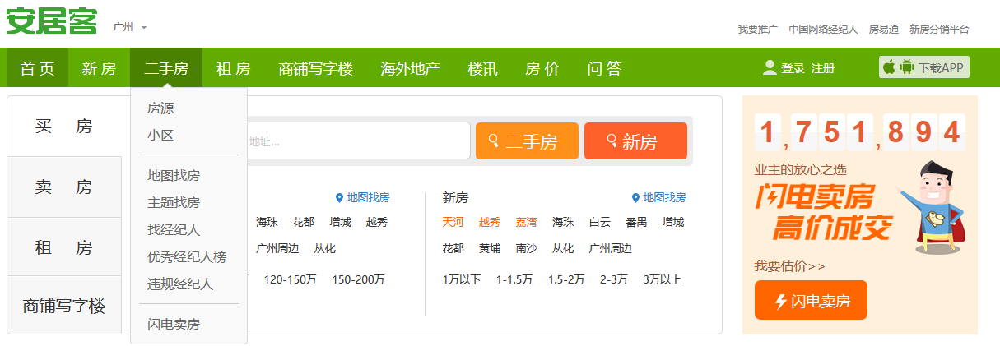 安居客 广州
我要推广 中国网络经纪人 房易通 新房分销平台
首 页 新 房 二手房 租 房 商铺写字楼 海外地产 楼讯 房 价 问 答 登录 注册 下载APP
房源
小区
地图找房
主题找房
找经纪人
优秀经纪人榜
违规经纪人
闪电卖房
买 房
卖 房
租 房
商铺写字楼
地址... 二手房 新房
地图找房
海珠 花都 增城 越秀
广州周边 从化
120-150万 150-200万
新房 地图找房
天河 越秀 荔湾 海珠 白云 番禺 增城
花都 黄埔 南沙 从化 广州周边
1万以下 1-1.5万 1.5-2万 2-3万 3万以上
1,751,894
业主的放心之选
闪电卖房
高价成交
我要估价>>
闪电卖房